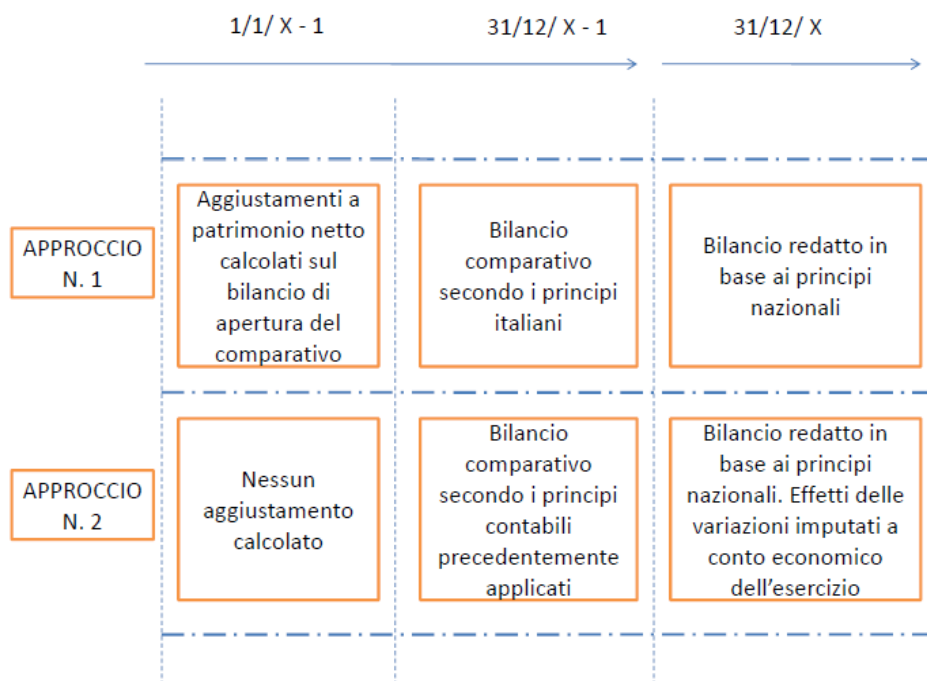 1/1/ X - 1
31/12/ X - 1
31/12/ X
APPROCCIO
N. 1
Aggiustamenti a
patrimonio netto
calcolati sul
bilancio di
apertura del
comparativo
Bilancio
comparativo
secondo i principi
italiani
Bilancio redatto in
base ai principi
nazionali
APPROCCIO
N. 2
Nessun
aggiustamento
calcolato
Bilancio
comparativo
secondo i principi
contabili
precedentemente
applicati
Bilancio redatto in
base ai principi
nazionali. Effetti delle
variazioni imputati a
conto economico
dell'esercizio